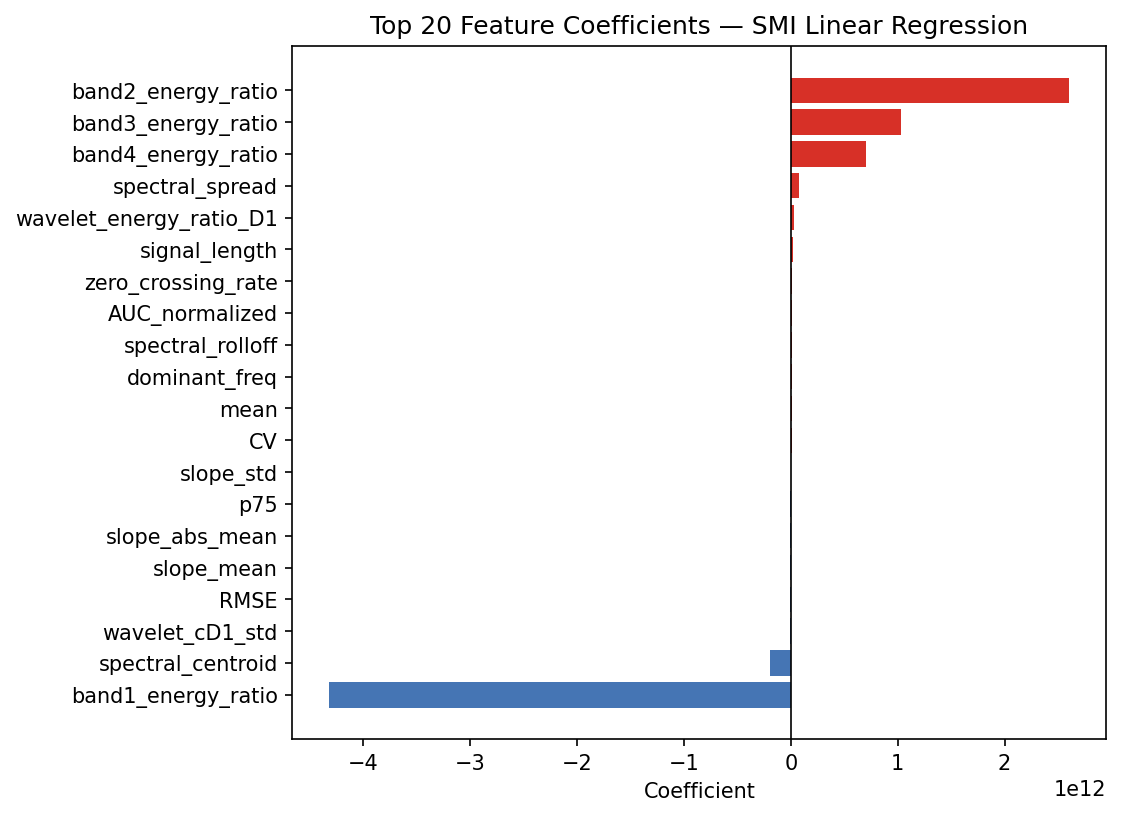 Top 20 Feature Coefficients — SMI Linear Regression
band2_energy_ratio
band3_energy_ratio
band4_energy_ratio
spectral_spread
wavelet_energy_ratio_D1
signal_length
zero_crossing_rate
AUC_normalized
spectral_rolloff
dominant_freq
mean
CV
slope_std
p75
slope_abs_mean
slope_mean
RMSE
wavelet_cD1_std
spectral_centroid
band1_energy_ratio
−4 −3 −2 −1 0 1 2
Coefficient
1e12